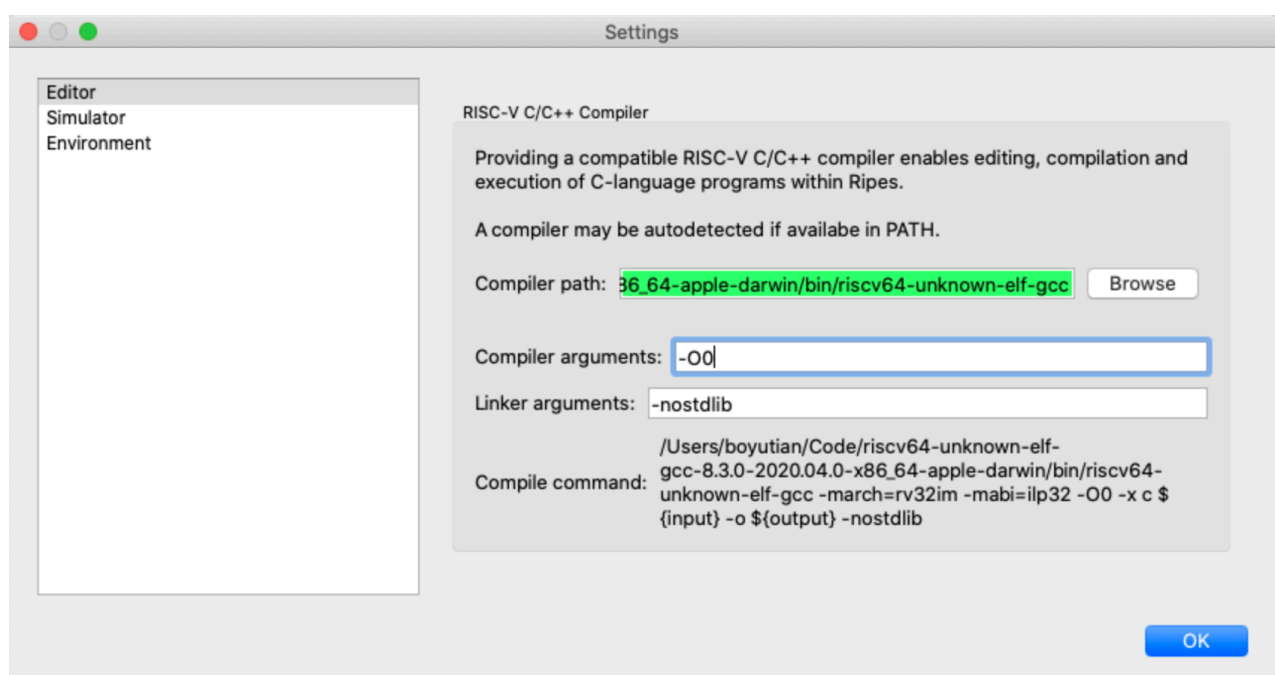 Settings
Editor
Simulator
Environment
RISC-V C/C++ Compiler
Providing a compatible RISC-V C/C++ compiler enables editing, compilation and
execution of C-language programs within Ripes.
A compiler may be autodetected if availabe in PATH.
Compiler path: 86_64-apple-darwin/bin/riscv64-unknown-elf-gcc Browse
Compiler arguments: -O0
Linker arguments: -nostdlib
Compile command:
/Users/boyutian/Code/riscv64-unknown-elf-
gcc-8.3.0-2020.04.0-x86_64-apple-darwin/bin/riscv64-
unknown-elf-gcc -march=rv32im -mabi=ilp32 -O0 -x c $
{input} -o ${output} -nostdlib
OK